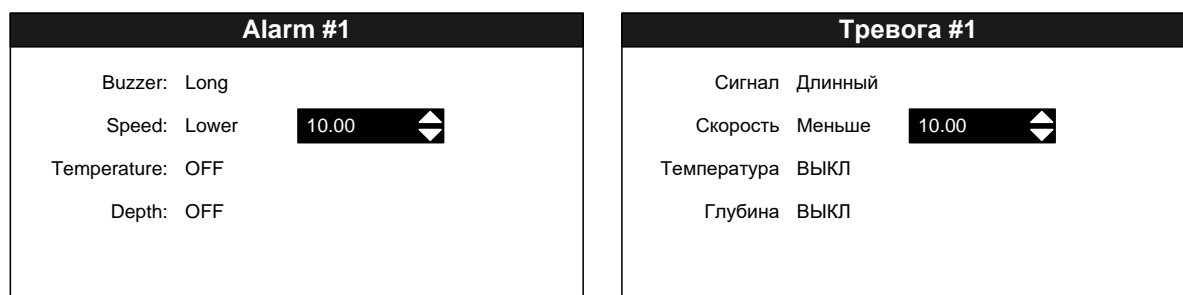 Alarm #1
Buzzer: Long
Speed: Lower 10.00
Temperature: OFF
Depth: OFF
Тревога #1
Сигнал Длинный
Скорость Меньше 10.00
Температура ВЫКЛ
Глубина ВЫКЛ